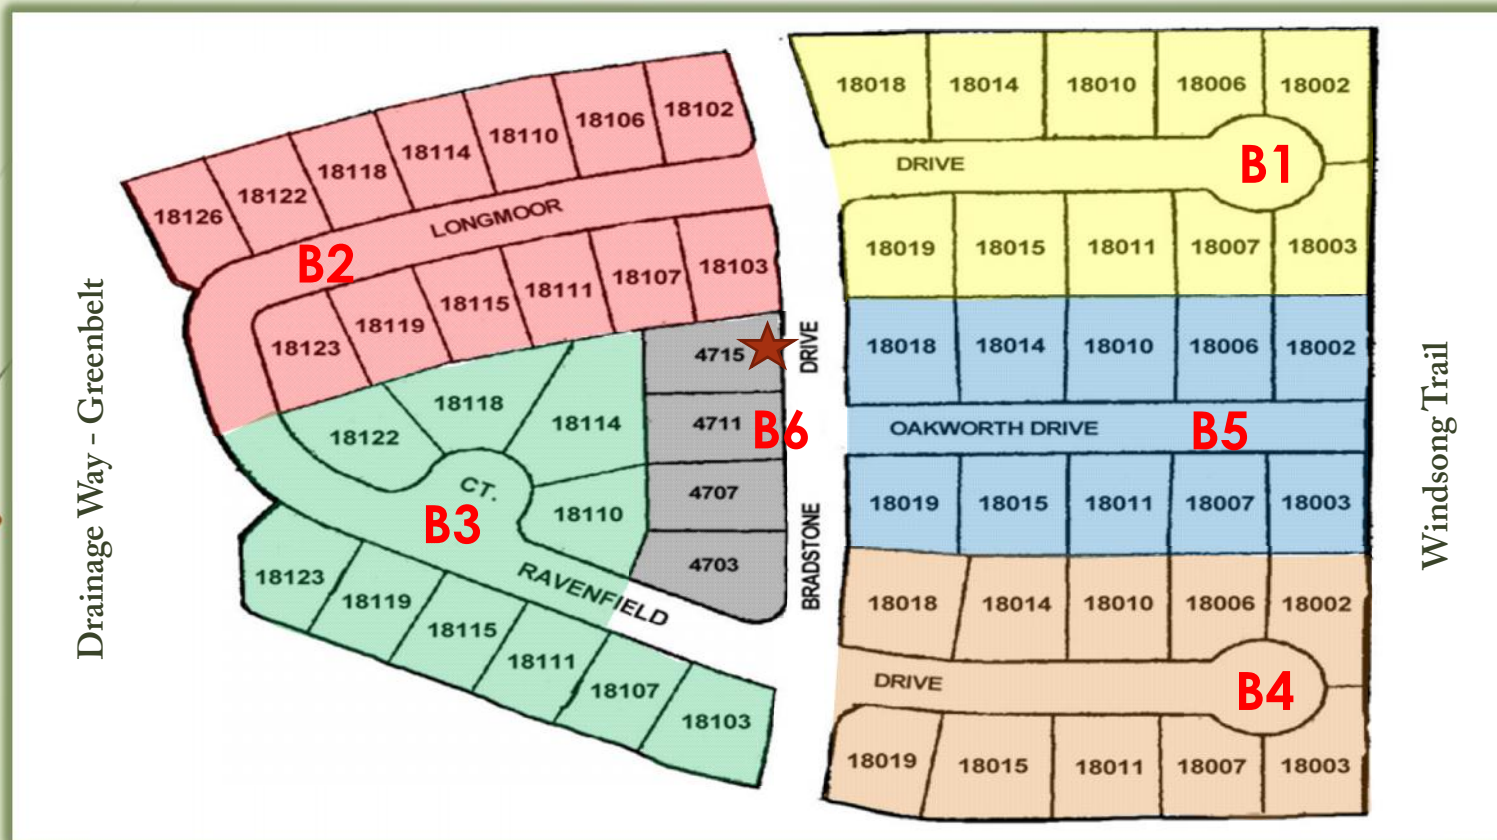 18018 18014 18010 18006 18002
DRIVE
B1
18019 18015 18011 18007 18003
18126 18122 18118 18114 18110 18106 18102
LONGMOOR
B2
18123 18119 18115 18111 18107 18103
18018 18014 18010 18006 18002
OAKWORTH DRIVE B5
18019 18015 18011 18007 18003
4715
4711
4707
4703
B6
BRADSTONE DRIVE
18122 18118 18114
18110
CT.
B3
RAVENFIELD
18123 18119 18115 18111 18107 18103
18018 18014 18010 18006 18002
DRIVE
B4
18019 18015 18011 18007 18003
Drainage Way - Greenbelt
Windsong Trail